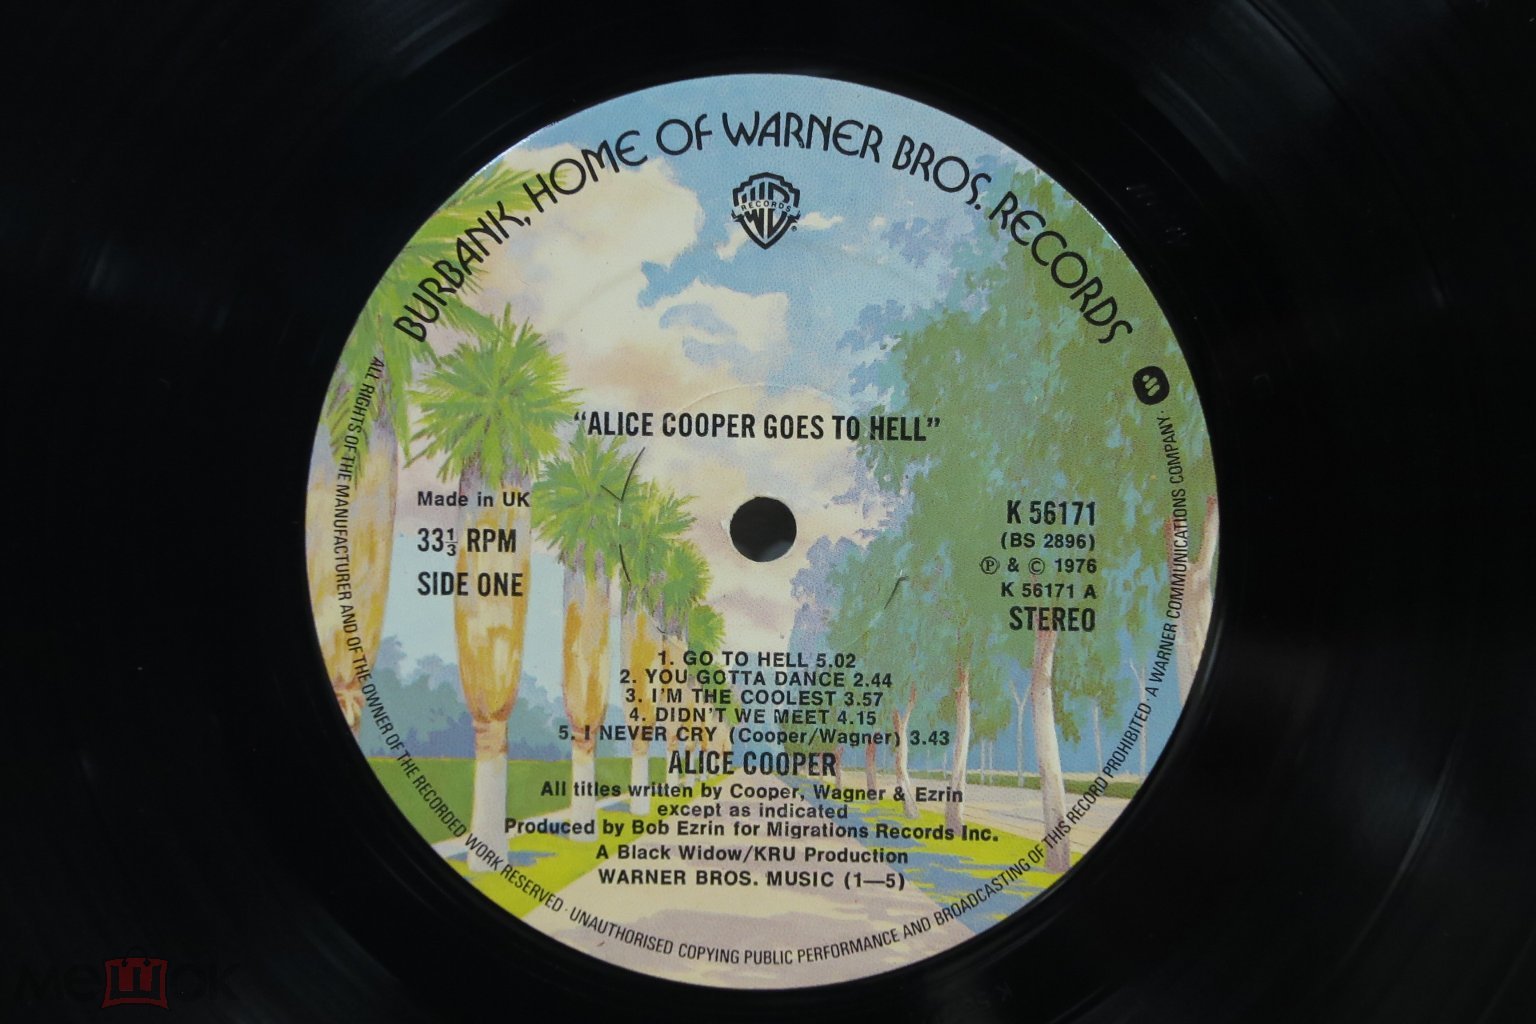 BURBANK, HOME OF WARNER BROS. RECORDS
RECORDS
"ALICE COOPER GOES TO HELL"
Made in UK
33⅓ RPM
SIDE ONE
K 56171
(BS 2896)
Ⓟ & © 1976
K 56171 A
STEREO
1. GO TO HELL 5.02
2. YOU GOTTA DANCE 2.44
3. I'M THE COOLEST 3.57
4. DIDN'T WE MEET 4.15
5. I NEVER CRY (Cooper/Wagner) 3.43
ALICE COOPER
All titles written by Cooper, Wagner & Ezrin
except as indicated
Produced by Bob Ezrin for Migrations Records Inc.
A Black Widow/KRU Production
WARNER BROS. MUSIC (1—5)
ALL RIGHTS OF THE MANUFACTURER AND OF THE OWNER OF THE RECORDED WORK RESERVED · UNAUTHORISED COPYING PUBLIC PERFORMANCE AND BROADCASTING OF THIS RECORD PROHIBITED · A WARNER COMMUNICATIONS COMPANY ·
Мешок